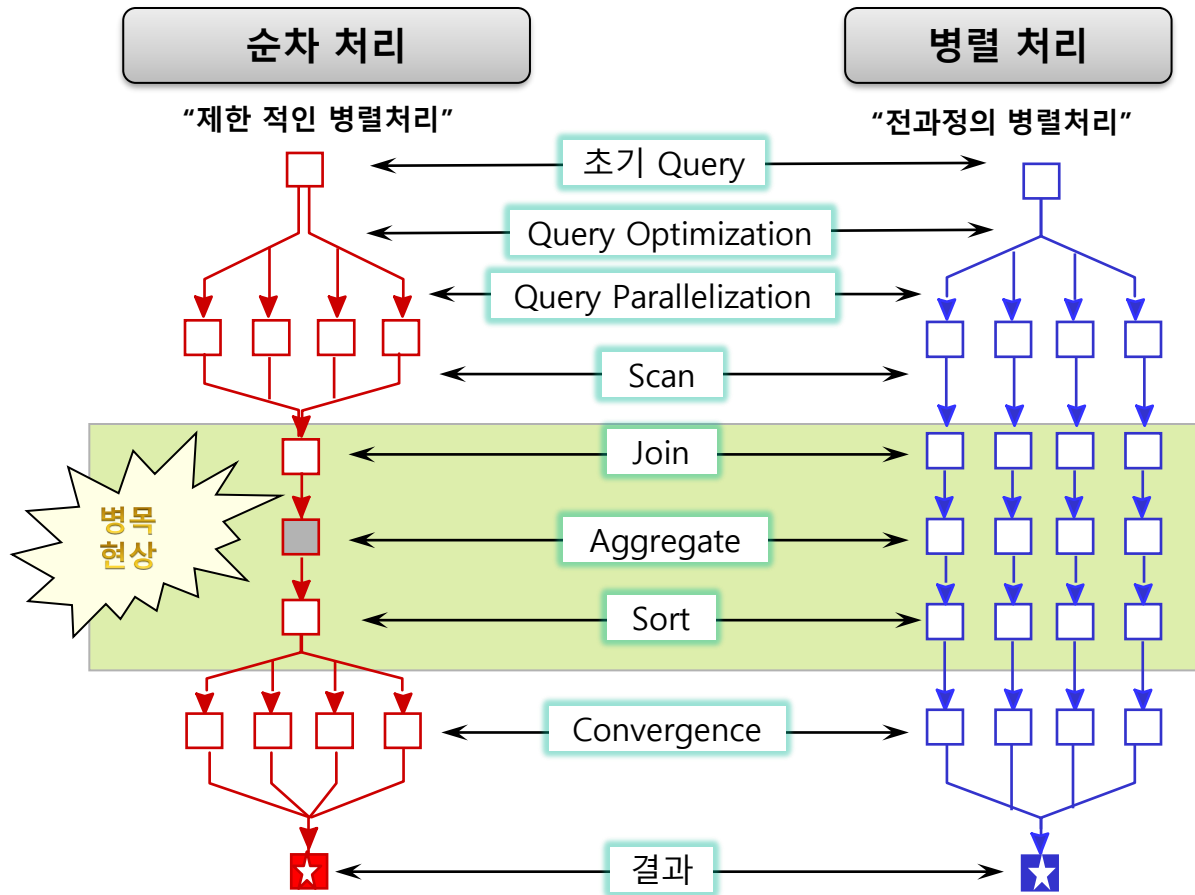 순차 처리
병렬 처리
“제한 적인 병렬처리”
“전과정의 병렬처리”
초기 Query
Query Optimization
Query Parallelization
Scan
Join
병목
현상
Aggregate
Sort
Convergence
결과